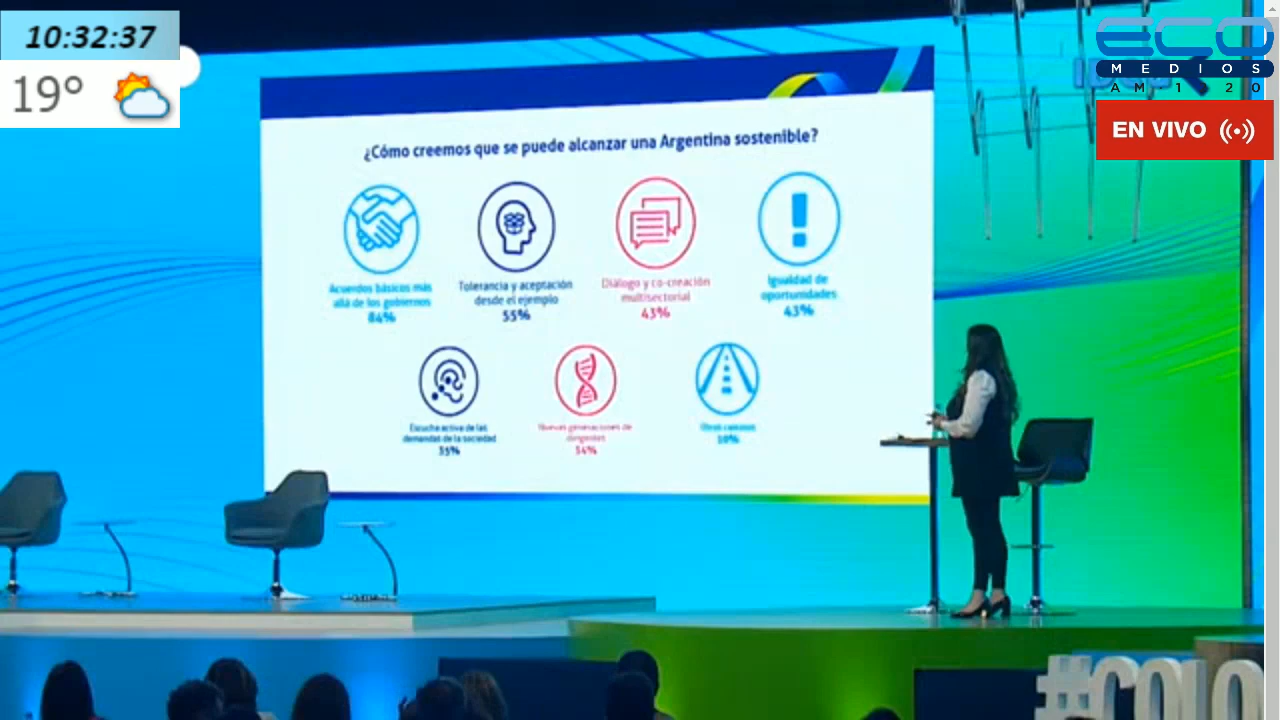 10:32:37
19°
ECO
MEDIOS
AM 1220
EN VIVO
¿Cómo creemos que se puede alcanzar una Argentina sostenible?
Acuerdos básicos más
allá de los gobiernos
84%
Tolerancia y aceptación
desde el ejemplo
55%
Diálogo y co-creación
multisectorial
43%
Igualdad de
oportunidades
43%
Escucha activa de las
demandas de la sociedad
35%
Nuevas generaciones de
dirigentes
34%
Otros caminos
10%
#COLO